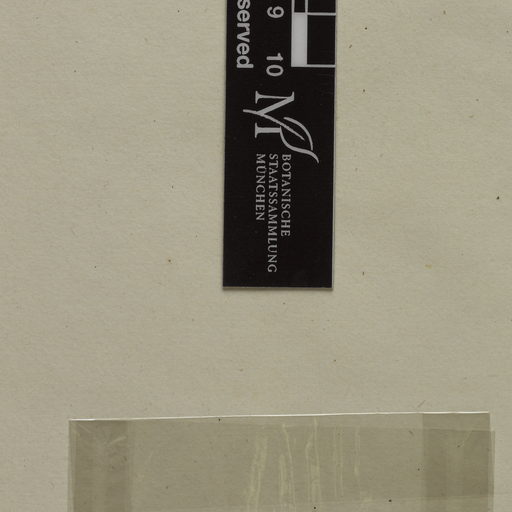 served
9 10
M
BOTANISCHE
STAATSSAMMLUNG
MÜNCHEN